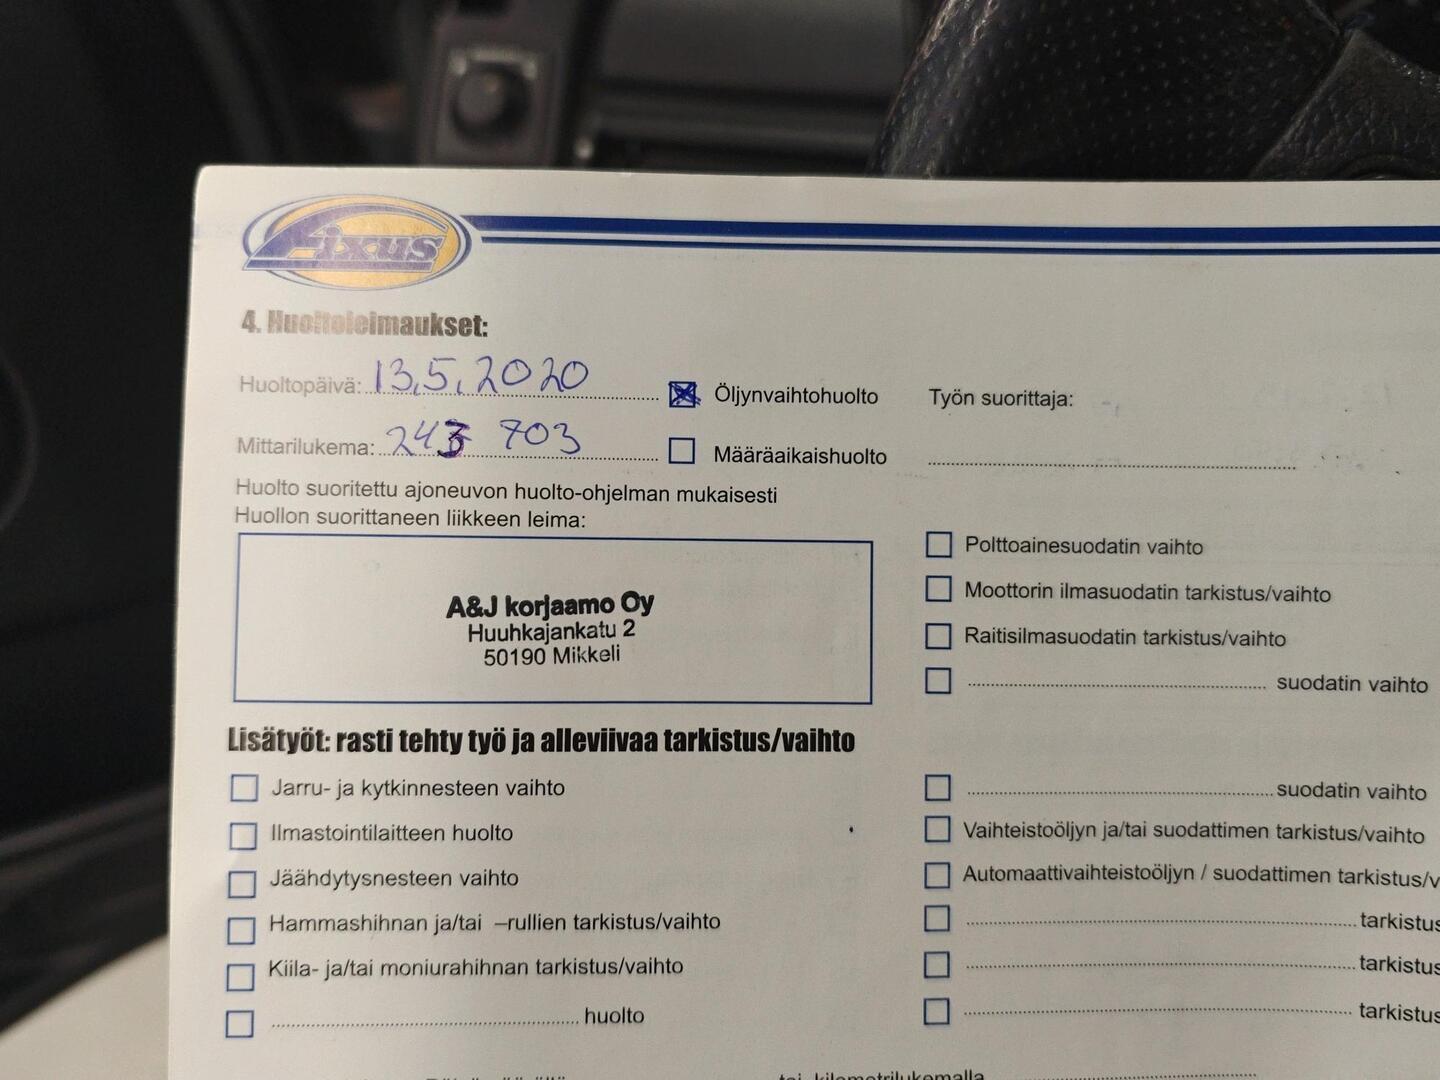 Fixus
4. Huoltoleimaukset:
Huoltopäivä: 13.5.2020
Öljynvaihtohuolto
Työn suorittaja:
Mittarilukema: 243 703
Määräaikaishuolto
Huolto suoritettu ajoneuvon huolto-ohjelman mukaisesti
Huollon suorittaneen liikkeen leima:
A&J korjaamo Oy
Huuhkajankatu 2
50190 Mikkeli
Polttoainesuodatin vaihto
Moottorin ilmasuodatin tarkistus/vaihto
Raitisilmasuodatin tarkistus/vaihto
suodatin vaihto
Lisätyöt: rasti tehty työ ja alleviivaa tarkistus/vaihto
Jarru- ja kytkinnesteen vaihto
Ilmastointilaitteen huolto
Jäähdytysnesteen vaihto
Hammashihnan ja/tai –rullien tarkistus/vaihto
Kiila- ja/tai moniurahihnan tarkistus/vaihto
huolto
suodatin vaihto
Vaihteistoöljyn ja/tai suodattimen tarkistus/vaihto
Automaattivaihteistoöljyn / suodattimen tarkistus/v
tarkistus
tarkistus
tarkistus
tai kilometrilukemalla